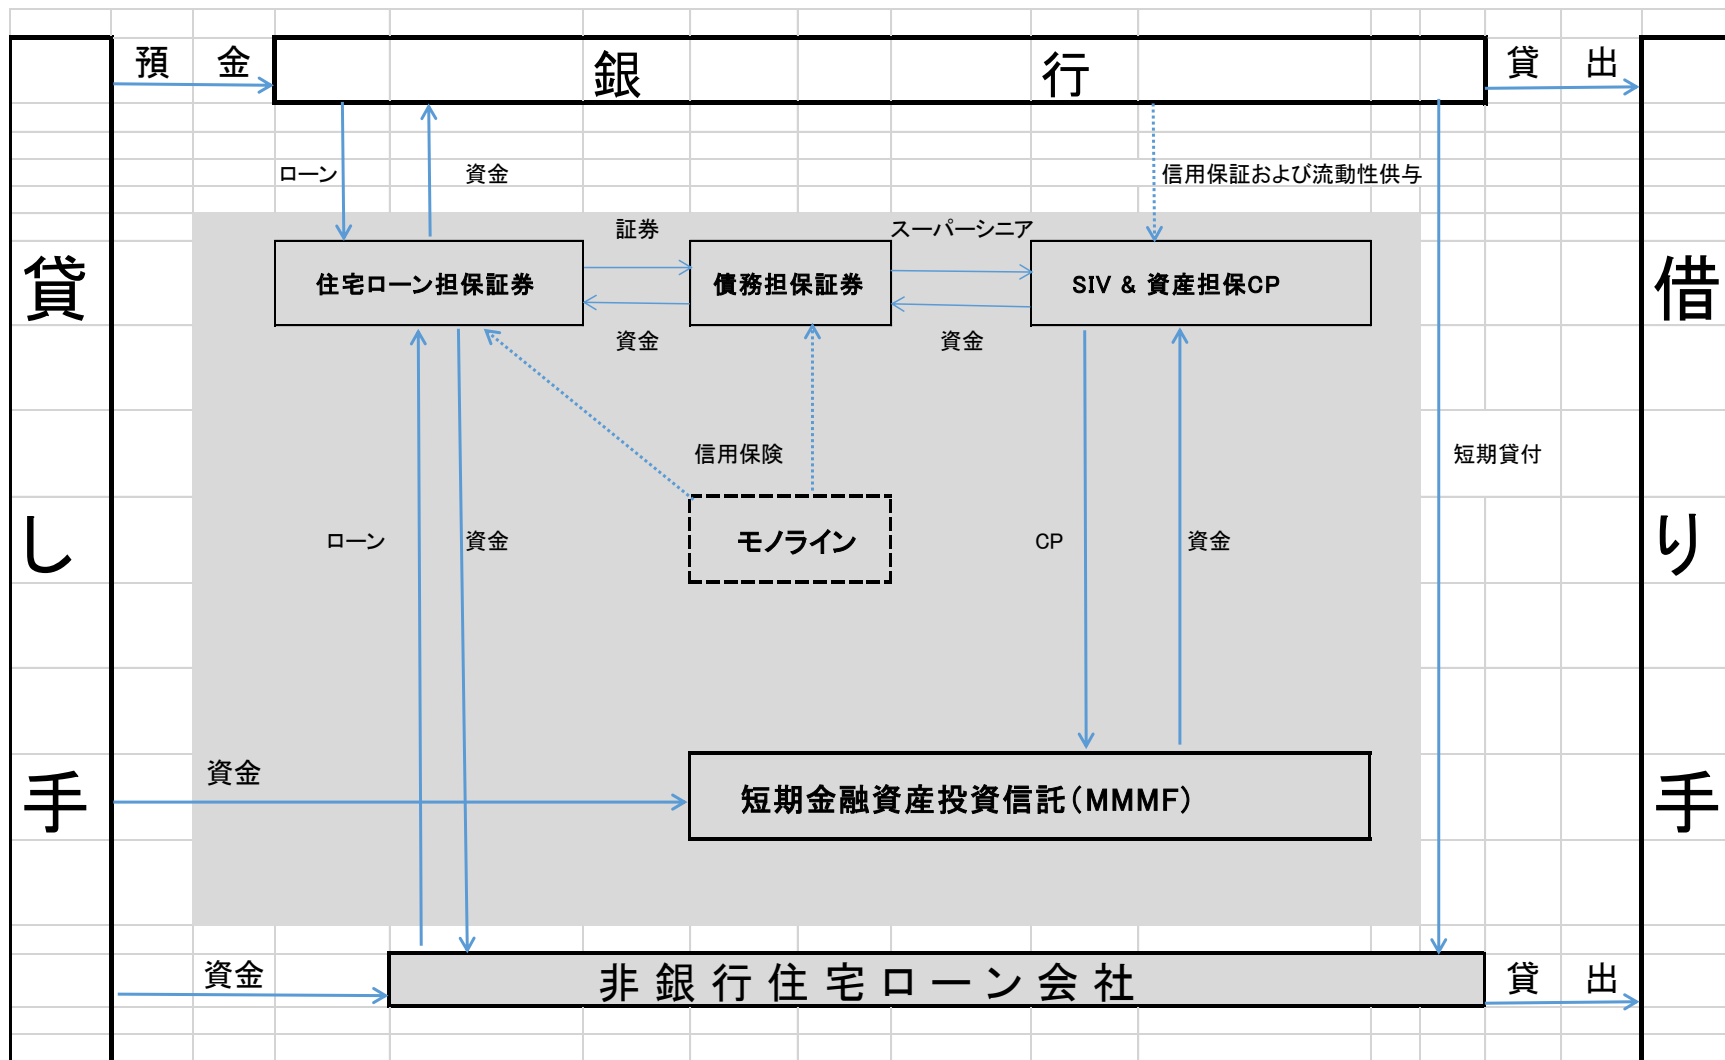 預 金
銀 行
貸 出
ローン
資金
信用保証および流動性供与
証券
スーパーシニア
住宅ローン担保証券
債務担保証券
SIV & 資産担保CP
資金
資金
貸し手
借り手
信用保険
短期貸付
ローン
資金
モノライン
CP
資金
資金
短期金融資産投資信託(MMMF)
資金
非銀行住宅ローン会社
貸 出